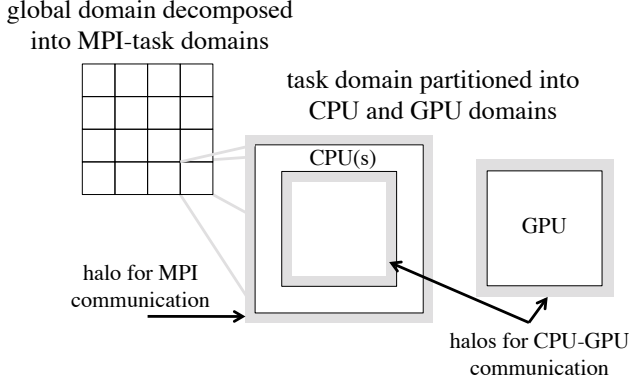 global domain decomposed
into MPI-task domains
task domain partitioned into
CPU and GPU domains
CPU(s)
GPU
halo for MPI
communication
halos for CPU-GPU
communication